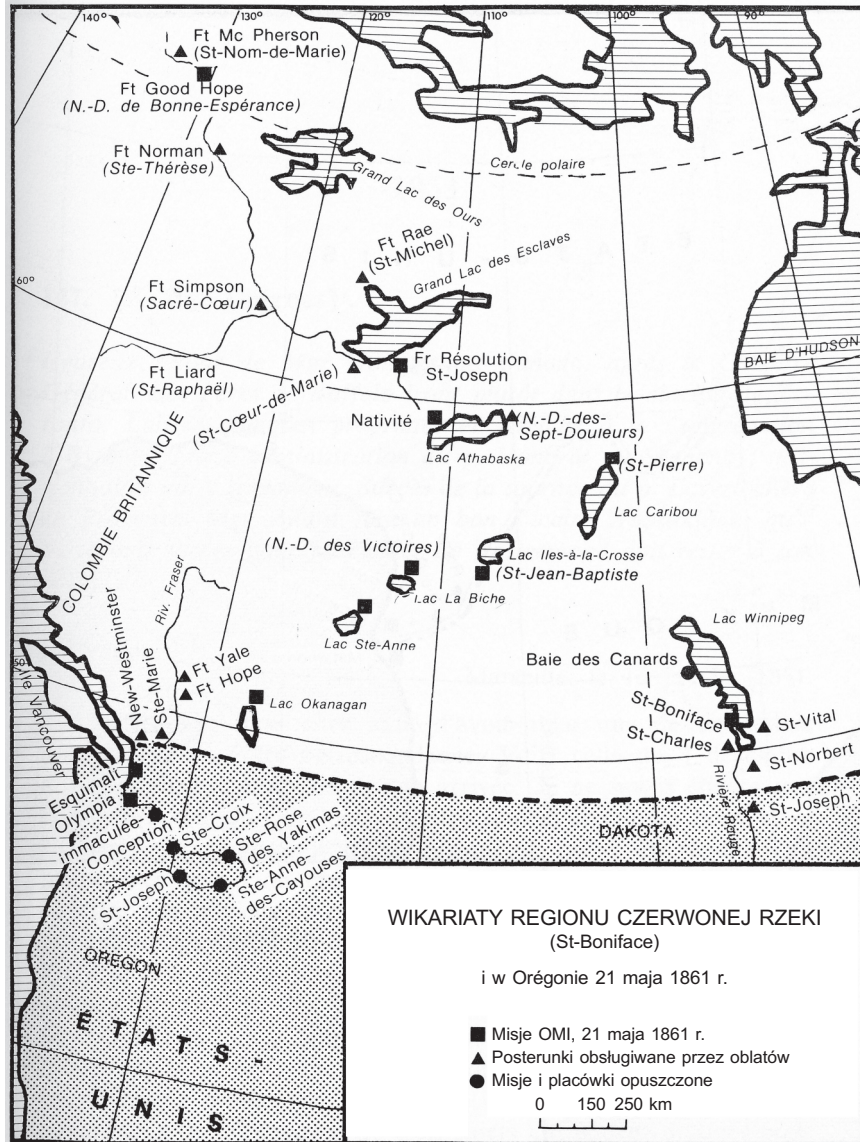 140°
130°
120°
110°
100°
90°
Ft Mc Pherson
(St-Nom-de-Marie)
Ft Good Hope
(N.-D. de Bonne-Espérance)
Ft Norman
(Ste-Thérèse)
Cercle polaire
Grand Lac des Ours
Ft Rae
(St-Michel)
Grand Lac des Esclaves
60°
Ft Simpson
(Sacré-Cœur)
BAIE D'HUDSON
Ft Liard
(St-Raphaël)
Fr Résolution
St-Joseph
(St-Cœur-de-Marie)
Nativité
(N.-D.-des-
Sept-Douleurs)
Lac Athabaska
(St-Pierre)
Lac Caribou
COLOMBIE BRITANNIQUE
(N.-D. des Victoires)
Lac Iles-à-la-Crosse
(St-Jean-Baptiste
Lac La Biche
Riv. Fraser
Lac Ste-Anne
Lac Winnipeg
Baie des Canards
50°
Ile Vancouver
New-Westminster
Ste-Marie
Ft Yale
Ft Hope
Lac Okanagan
St-Boniface
St-Vital
St-Charles
St-Norbert
Esquimalt
Olympia
St-Joseph
Rivière Rouge
Immaculée-
Conception
Ste-Croix
Ste-Rose
des Yakimas
DAKOTA
St-Joseph
Ste-Anne-
des-Cayouses
OREGON
ÉTATS-
UNIS
WIKARIATY REGIONU CZERWONEJ RZEKI
(St-Boniface)
i w Orégonie 21 maja 1861 r.
Misje OMI, 21 maja 1861 r.
Posterunki obsługiwane przez oblatów
Misje i placówki opuszczone
0 150 250 km